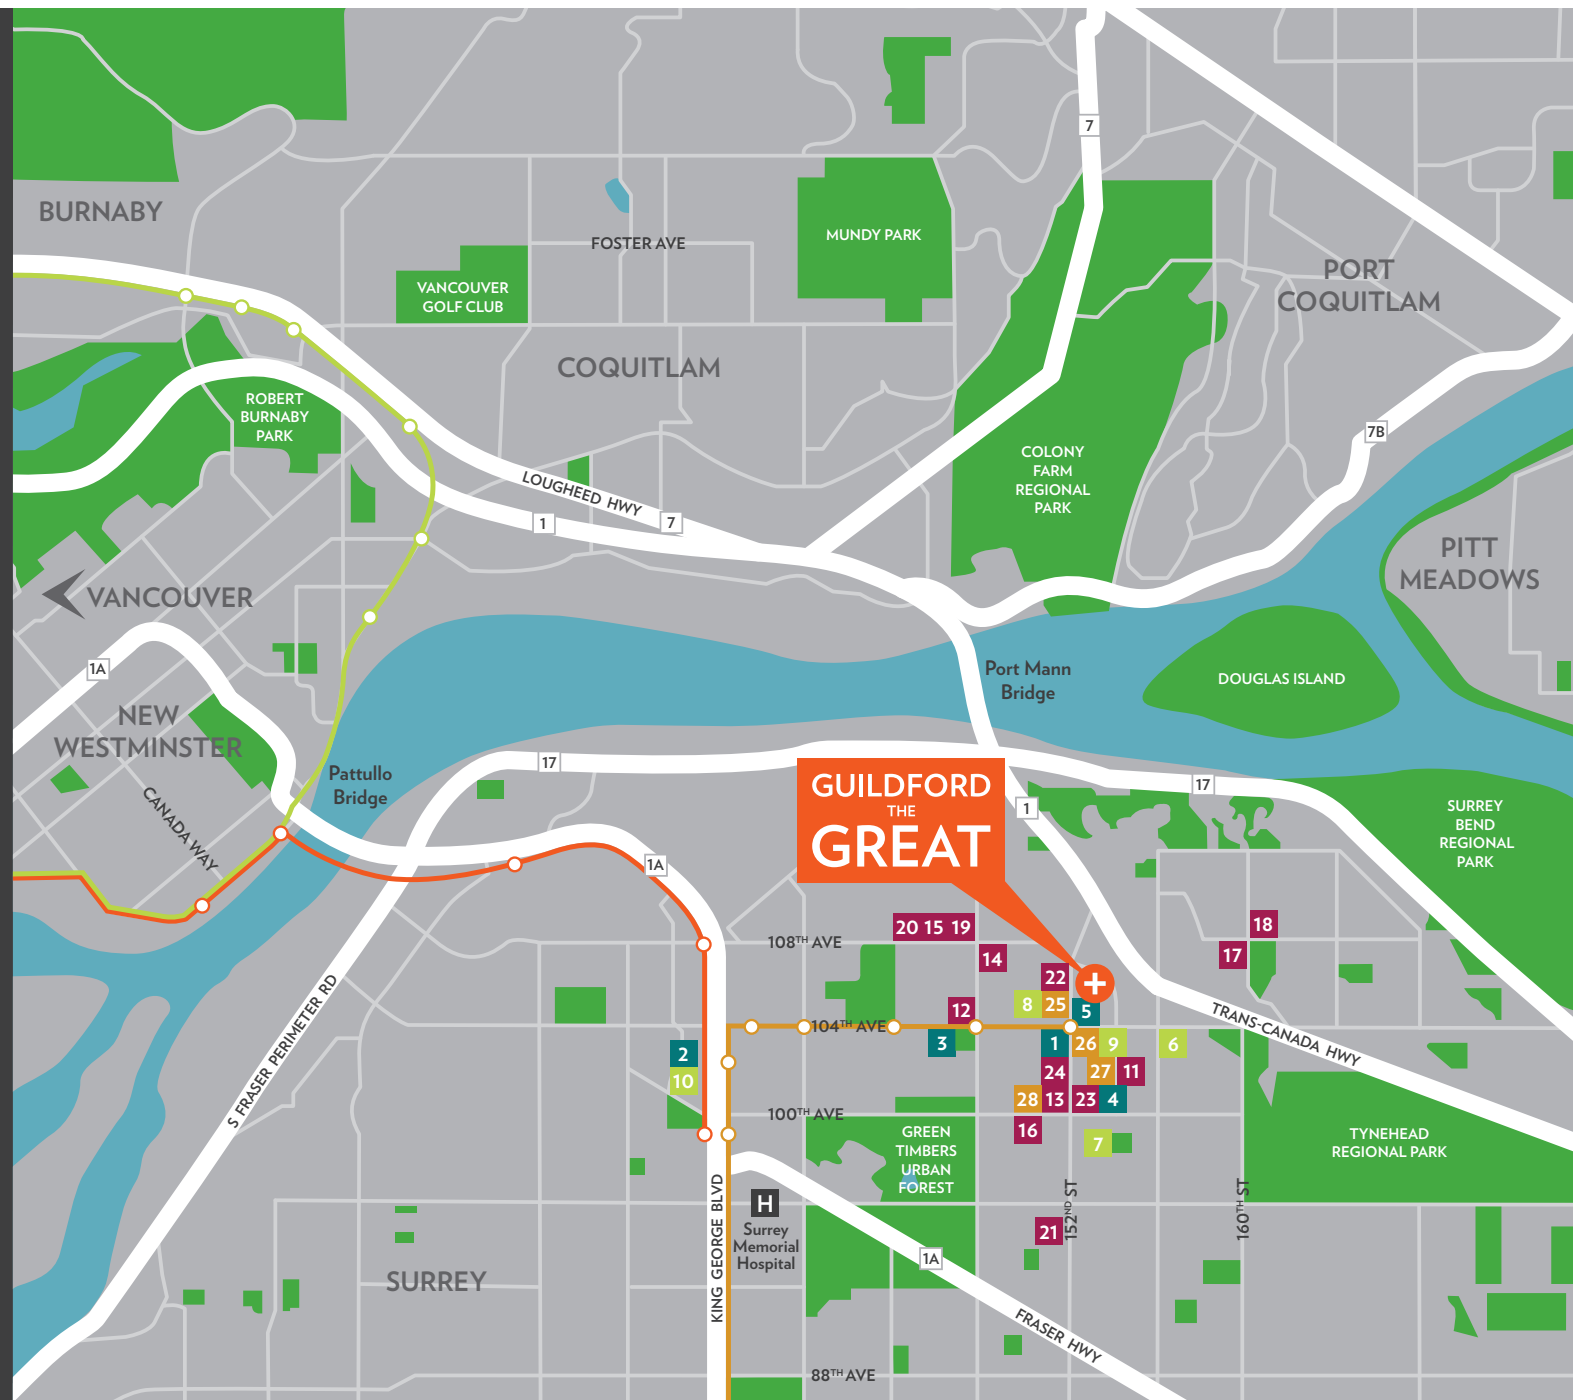 7
BURNABY
MUNDY PARK
FOSTER AVE
PORT
COQUITLAM
VANCOUVER
GOLF CLUB
COQUITLAM
ROBERT
BURNABY
PARK
7B
COLONY
FARM
REGIONAL
PARK
LOUGHEED HWY
7
1
PITT
MEADOWS
VANCOUVER
1A
Port Mann
Bridge
DOUGLAS ISLAND
NEW
WESTMINSTER
Pattullo
Bridge
17
17
CANADA WAY
GUILDFORD
THE
GREAT
1
SURREY
BEND
REGIONAL
PARK
1A
20 15 19
18
108TH AVE
14
17
22
8 25 5
12
S FRASER PERIMETER RD
104TH AVE
TRANS-CANADA HWY
2
3
1 26 9
6
10
24 27 11
28 13 23 4
100TH AVE
16
7
GREEN
TIMBERS
URBAN
FOREST
TYNEHEAD
REGIONAL PARK
KING GEORGE BLVD
H
Surrey
Memorial
Hospital
152ND ST
160TH ST
21
1A
SURREY
FRASER HWY
88TH AVE